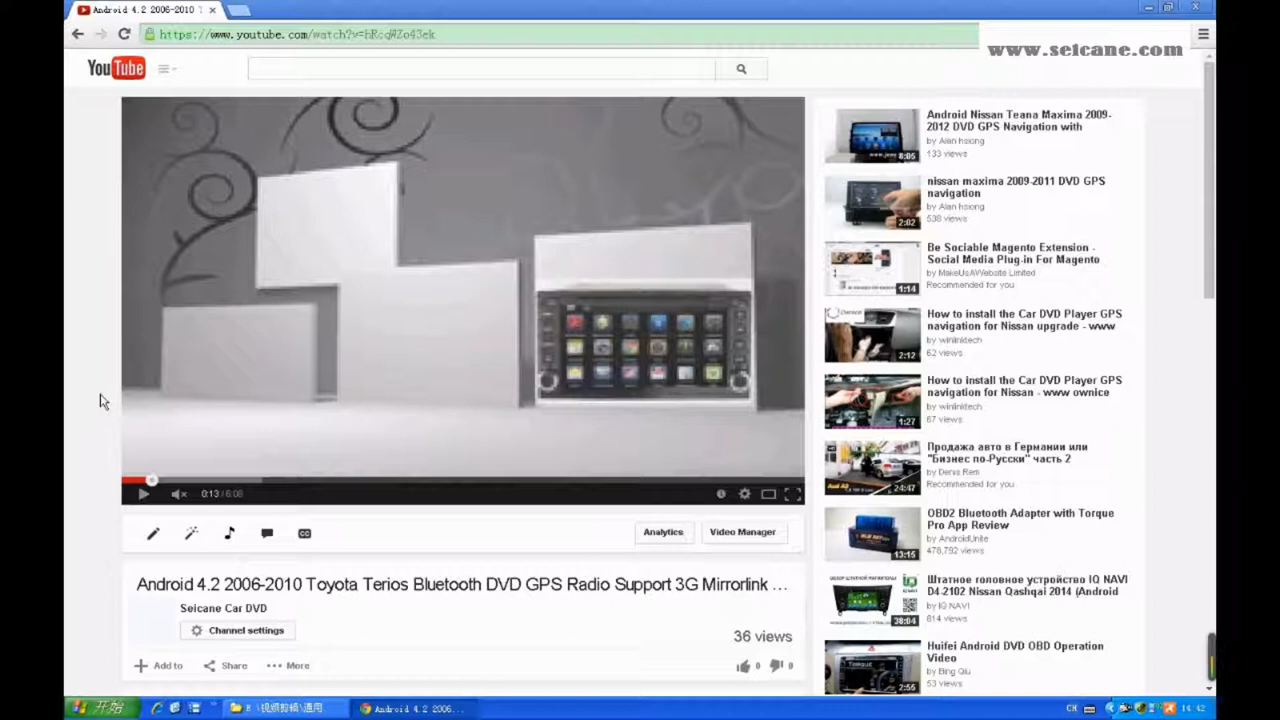 Android 4.2 2006-2010 T
https://www.youtube.com/watch?v=hRcqWZo43ek
www.seicane.com
YouTube
Android Nissan Teana Maxima 2009-
2012 DVD GPS Navigation with
by Alan hsiong
133 views
8:05
nissan maxima 2009-2011 DVD GPS
navigation
by Alan hsiong
538 views
2:02
Be Sociable Magento Extension -
Social Media Plug-in For Magento
by MakeUsAWebsite Limited
Recommended for you
1:14
How to install the Car DVD Player GPS
navigation for Nissan upgrade - www
by winlinktech
62 views
2:12
How to install the Car DVD Player GPS
navigation for Nissan - www ownice
by winlinktech
67 views
1:27
Продажа авто в Германии или
"Бизнес по-Русски" часть 2
by Denis Rem
Recommended for you
24:47
OBD2 Bluetooth Adapter with Torque
Pro App Review
by AndroidUnite
478,792 views
13:15
Штатное головное устройство IQ NAVI
D4-2102 Nissan Qashqai 2014 (Android
by IQ NAVI
814 views
38:04
Huifei Android DVD OBD Operation
Video
by Bing Qiu
53 views
2:55
0:13 / 6:08
Analytics
Video Manager
Android 4.2 2006-2010 Toyota Terios Bluetooth DVD GPS Radio Support 3G Mirrorlink ...
Seicane Car DVD
Channel settings
36 views
Add to
Share
More
0
0
开始
E:\视频剪辑\通用
Android 4.2 2006...
CH
14:42